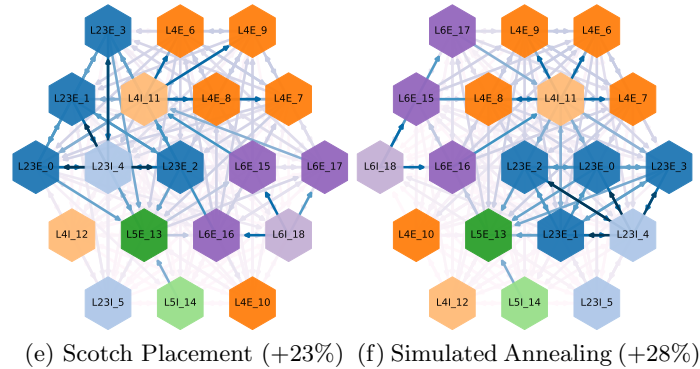 L23E_3 L4E_6 L4E_9
L23E_1 L4I_11 L4E_8 L4E_7
L23E_0 L23I_4 L23E_2 L6E_15 L6E_17
L4I_12 L5E_13 L6E_16 L6I_18
L23I_5 L5I_14 L4E_10
(e) Scotch Placement (+23%)
L6E_17 L4E_9 L4E_6
L6E_15 L4E_8 L4I_11 L4E_7
L6I_18 L6E_16 L23E_2 L23E_0 L23E_3
L4E_10 L5E_13 L23E_1 L23I_4
L4I_12 L5I_14 L23I_5
(f) Simulated Annealing (+28%)